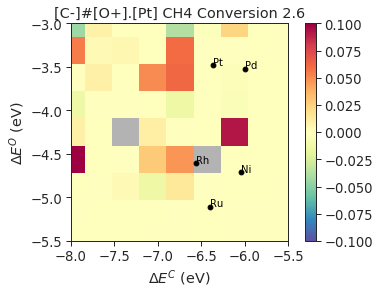 [C-]#[O+].[Pt] CH4 Conversion 2.6
−3.0
−3.5
−4.0
−4.5
−5.0
−5.5
ΔE^O (eV)
Pt
Pd
Rh
Ni
Ru
−8.0 −7.5 −7.0 −6.5 −6.0 −5.5
ΔE^C (eV)
0.100
0.075
0.050
0.025
0.000
−0.025
−0.050
−0.075
−0.100